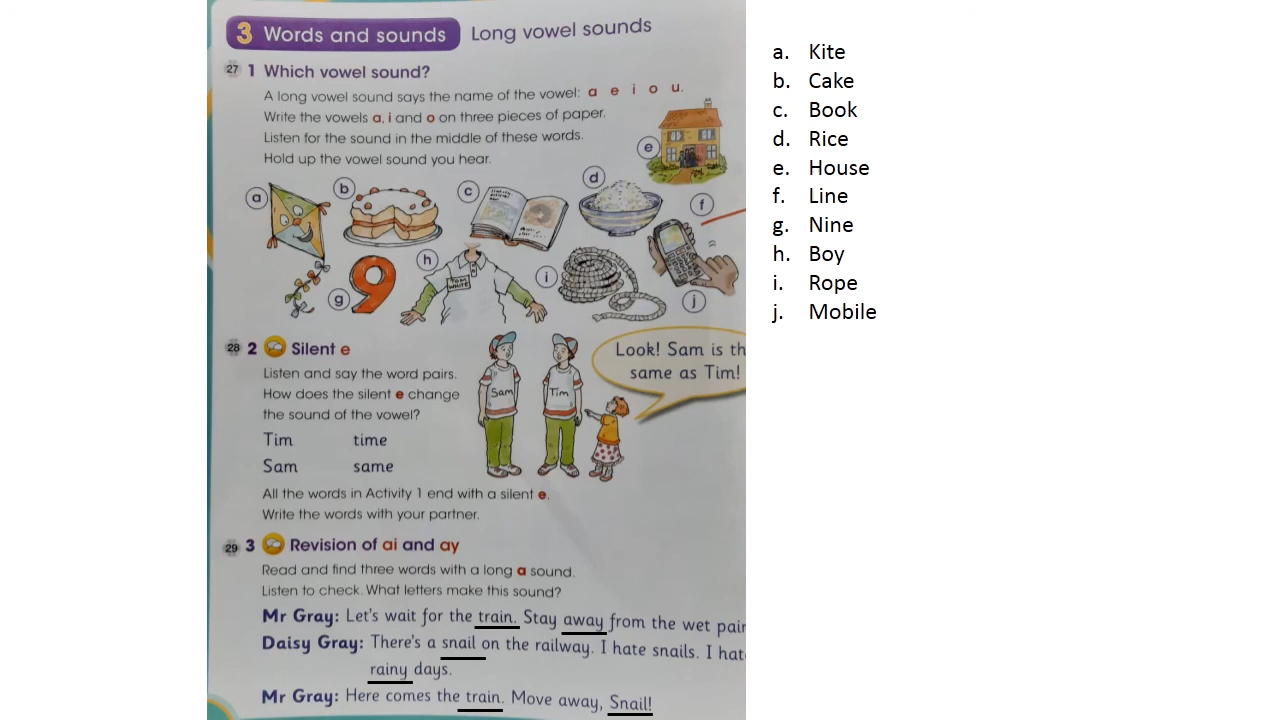 3 Words and sounds Long vowel sounds
27 1 Which vowel sound?
A long vowel sound says the name of the vowel: a e i o u.
Write the vowels a, i and o on three pieces of paper.
Listen for the sound in the middle of these words.
Hold up the vowel sound you hear.
a b c d e f
g h i j
9
TOM
WHITE
28 2 Silent e
Listen and say the word pairs.
How does the silent e change
the sound of the vowel?
Tim time
Sam same
All the words in Activity 1 end with a silent e.
Write the words with your partner.
Sam Tim
Look! Sam is th
same as Tim!
29 3 Revision of ai and ay
Read and find three words with a long a sound.
Listen to check. What letters make this sound?
Mr Gray: Let's wait for the train. Stay away from the wet pain
Daisy Gray: There's a snail on the railway. I hate snails. I hat
rainy days.
Mr Gray: Here comes the train. Move away, Snail!
a. Kite
b. Cake
c. Book
d. Rice
e. House
f. Line
g. Nine
h. Boy
i. Rope
j. Mobile